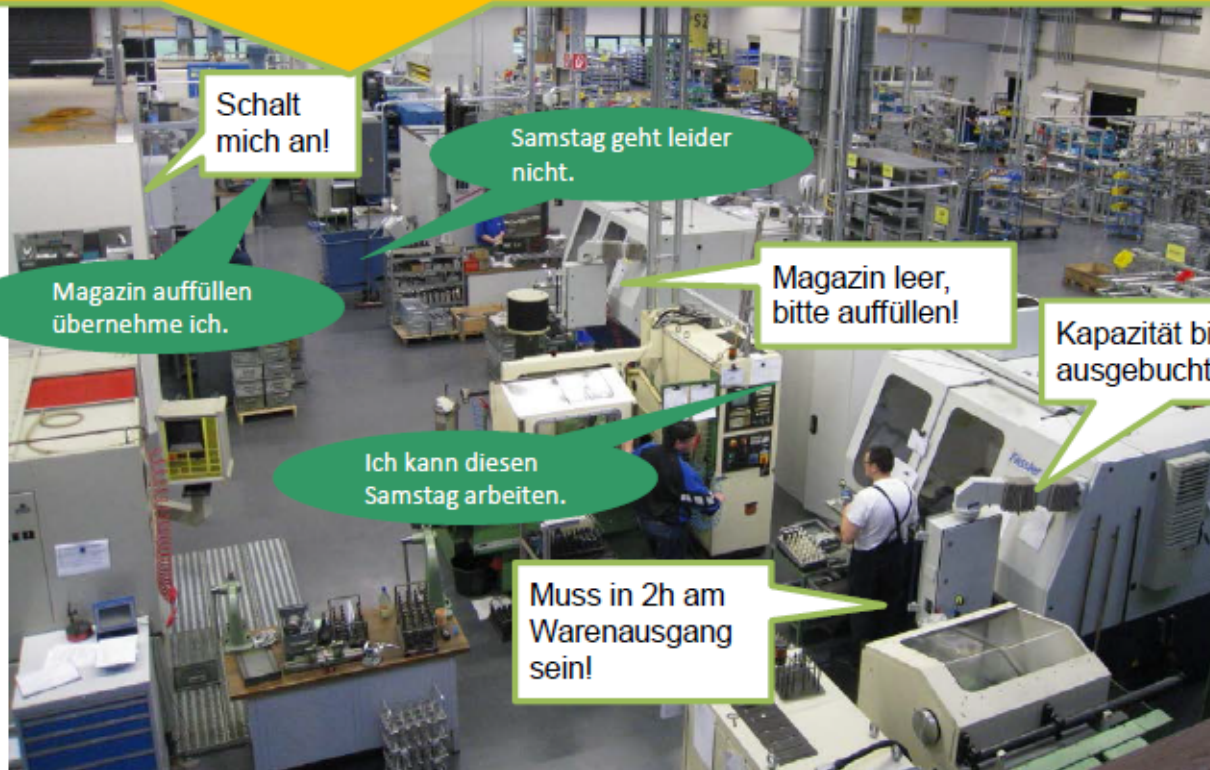 S2
Schalt
mich an!
Samstag geht leider
nicht.
Magazin auffüllen
übernehme ich.
Magazin leer,
bitte auffüllen!
Kapazität
ausgebucht
Ich kann diesen
Samstag arbeiten.
Muss in 2h am
Warenausgang
sein!